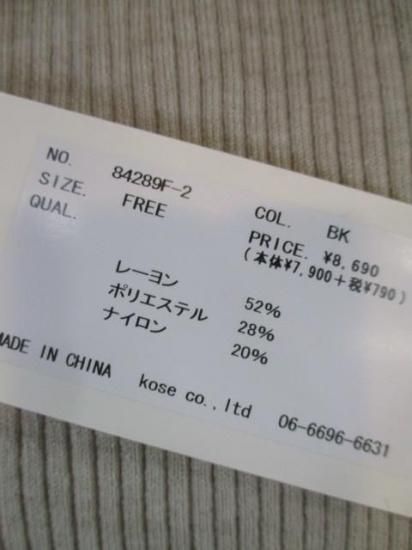 NO. 84289F-2 COL. BK
SIZE. FREE PRICE. ¥8,690
QUAL. (本体¥7,900+税¥790)
レーヨン 52%
ポリエステル 28%
ナイロン 20%
MADE IN CHINA kose co.,ltd 06-6696-6631